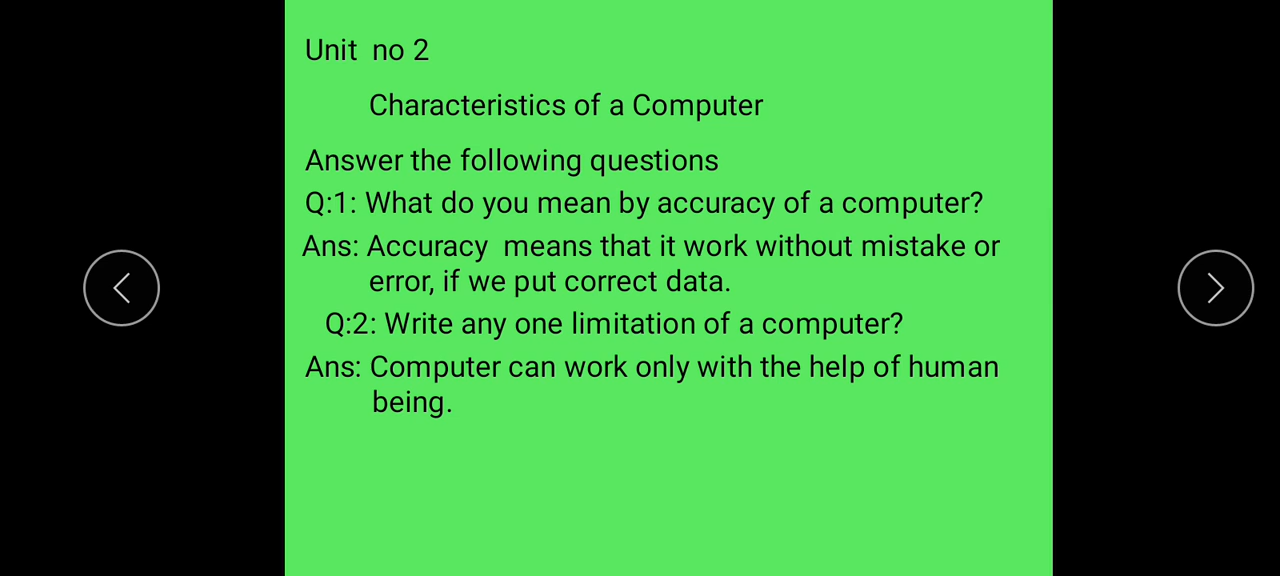 Unit no 2
Characteristics of a Computer
Answer the following questions
Q:1: What do you mean by accuracy of a computer?
Ans: Accuracy means that it work without mistake or
error, if we put correct data.
Q:2: Write any one limitation of a computer?
Ans: Computer can work only with the help of human
being.